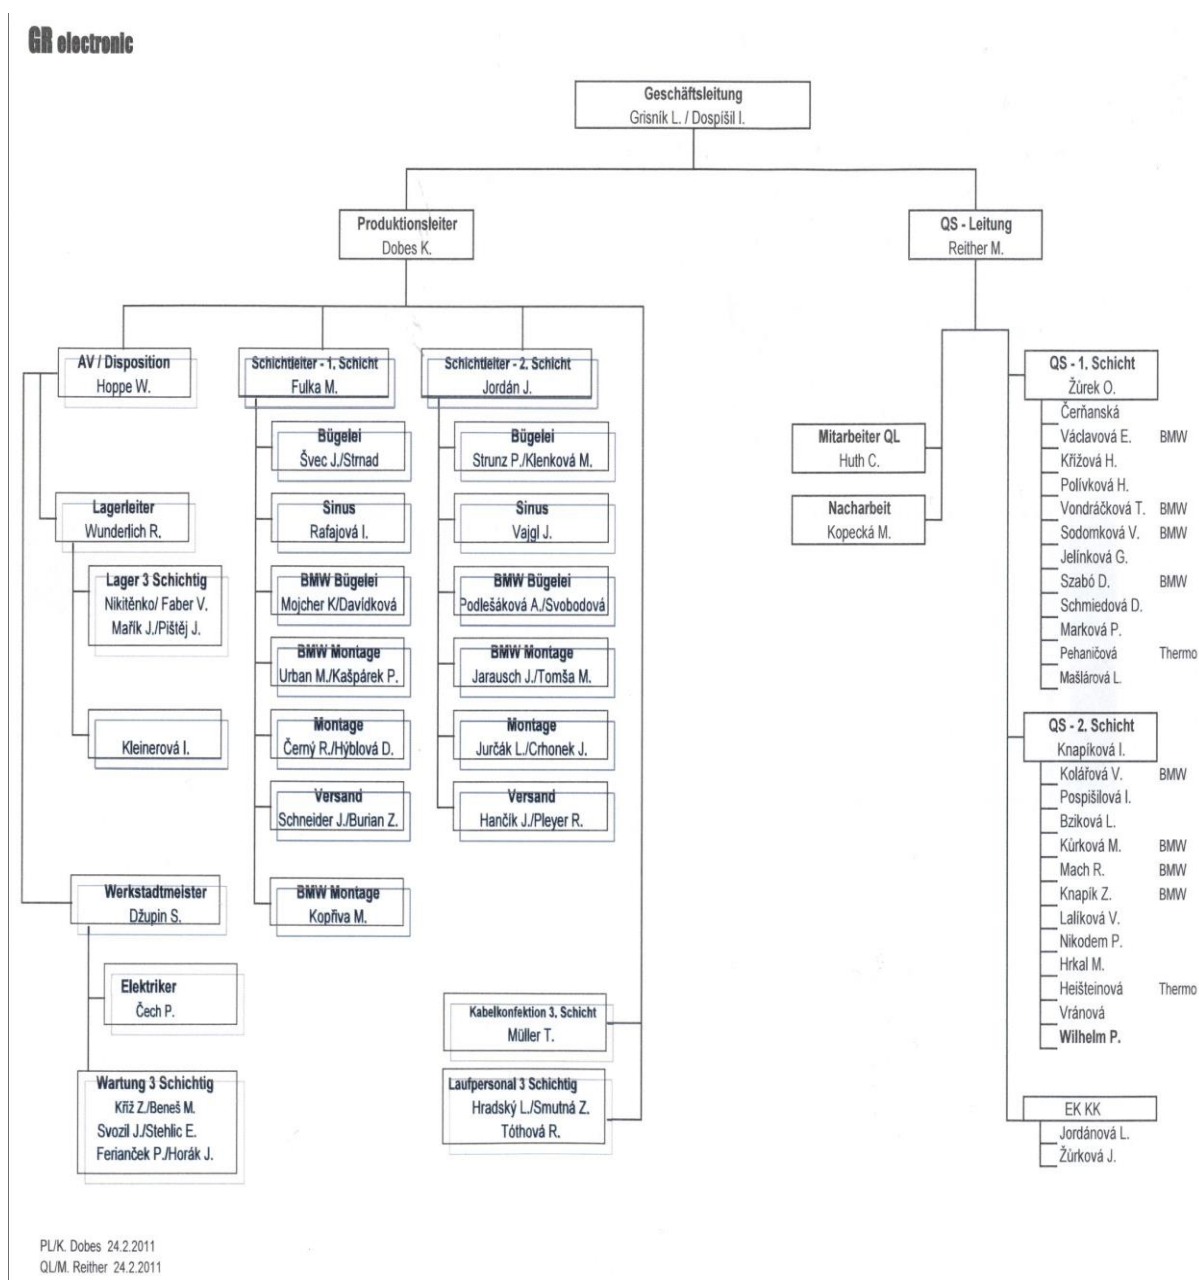 GR electronic
Geschäftsleitung
Grisník L. / Dospíšil I.
Produktionsleiter
Dobes K.
QS - Leitung
Reither M.
AV / Disposition
Hoppe W.
Lagerleiter
Wunderlich R.
Lager 3 Schichtig
Nikitěnko/ Faber V.
Mařík J./Pištěj J.
Kleinerová I.
Werkstadtmeister
Džupin S.
Elektriker
Čech P.
Wartung 3 Schichtig
Kříž Z./Beneš M.
Svozil J./Stehlic E.
Ferianček P./Horák J.
Schichtleiter - 1. Schicht
Fulka M.
Bügelei
Švec J./Strnad
Sinus
Rafajová I.
BMW Bügelei
Mojcher K/Davídková
BMW Montage
Urban M./Kašpárek P.
Montage
Černý R./Hýblová D.
Versand
Schneider J./Burian Z.
BMW Montage
Kopřiva M.
Schichtleiter - 2. Schicht
Jordán J.
Bügelei
Strunz P./Klenková M.
Sinus
Vajgl J.
BMW Bügelei
Podlešáková A./Svobodová
BMW Montage
Jarausch J./Tomša M.
Montage
Jurčák L./Crhonek J.
Versand
Hančík J./Pleyer R.
Kabelkonfektion 3. Schicht
Müller T.
Laufpersonal 3 Schichtig
Hradský L./Smutná Z.
Tóthová R.
Mitarbeiter QL
Huth C.
Nacharbeit
Kopecká M.
QS - 1. Schicht
Žůrek O.
Čerňanská
Václavová E. BMW
Křížová H.
Polívková H.
Vondráčková T. BMW
Sodomková V. BMW
Jelínková G.
Szabó D. BMW
Schmiedová D.
Marková P.
Pehaničová Thermo
Mašlárová L.
QS - 2. Schicht
Knapíková I.
Kolářová V. BMW
Pospišilová I.
Bziková L.
Kůrková M. BMW
Mach R. BMW
Knapík Z. BMW
Lalíková V.
Nikodem P.
Hrkal M.
Heišteinová Thermo
Vránová
Wilhelm P.
EK KK
Jordánová L.
Žůrková J.
PL/K. Dobes 24.2.2011
QL/M. Reither 24.2.2011